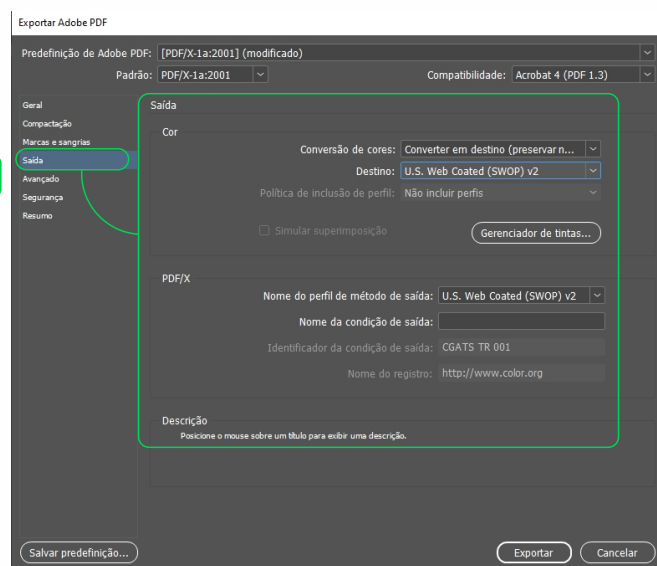 Exportar Adobe PDF
Predefinição de Adobe PDF: [PDF/X-1a:2001] (modificado)
Padrão: PDF/X-1a:2001 Compatibilidade: Acrobat 4 (PDF 1.3)
Geral
Compactação
Marcas e sangrias
Saída
Avançado
Segurança
Resumo
Saída
Cor
Conversão de cores: Converter em destino (preservar n...
Destino: U.S. Web Coated (SWOP) v2
Política de inclusão de perfil: Não incluir perfis
Simular superimposição
Gerenciador de tintas...
PDF/X
Nome do perfil de método de saída: U.S. Web Coated (SWOP) v2
Nome da condição de saída:
Identificador da condição de saída: CGATS TR 001
Nome do registro: http://www.color.org
Descrição
Posicione o mouse sobre um título para exibir uma descrição.
Salvar predefinição... Exportar Cancelar